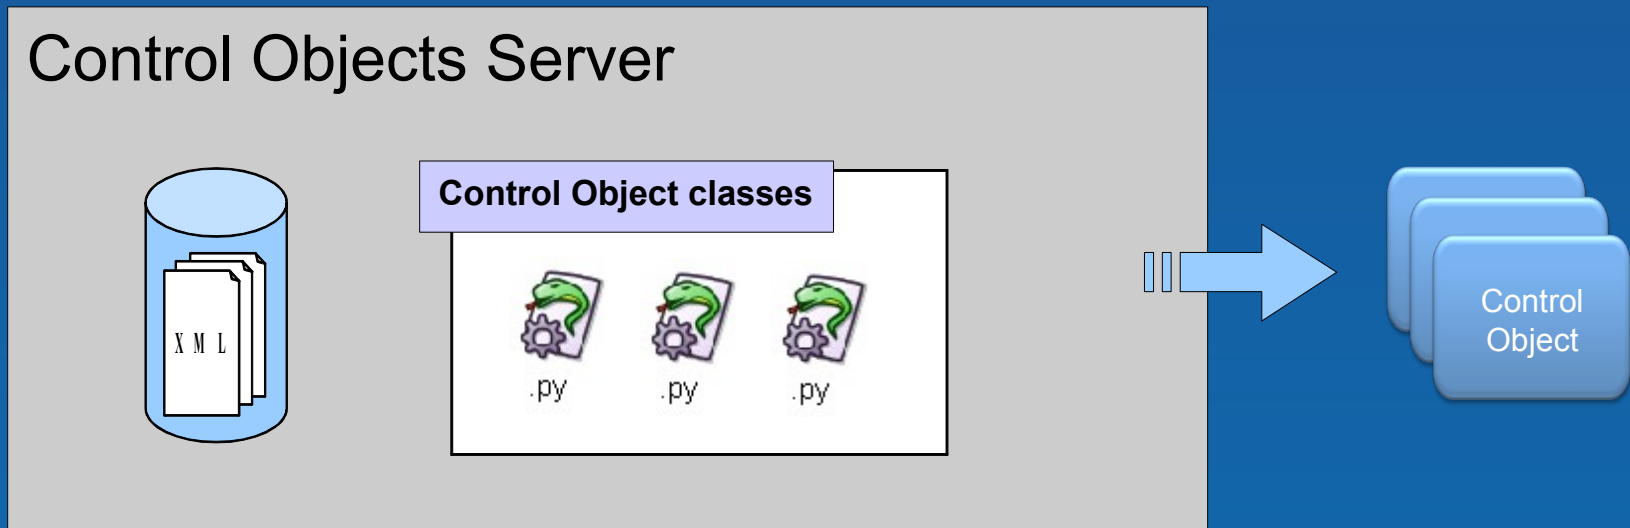 Control Objects Server
Control Object classes
X M L
.py
.py
.py
Control
Object